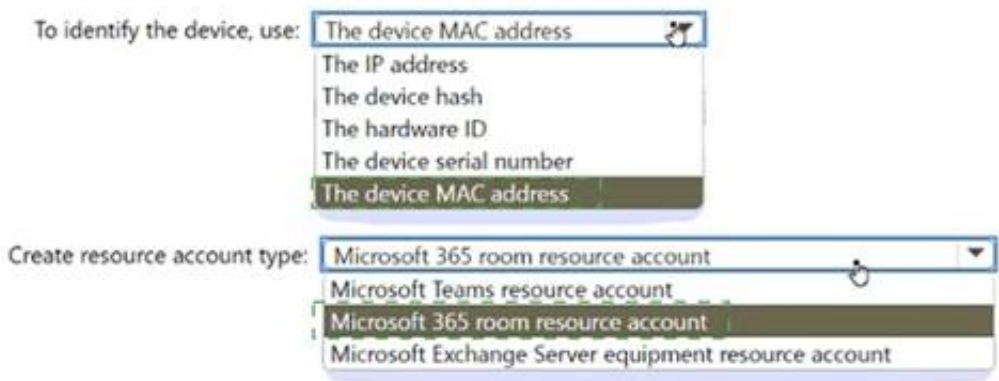 To identify the device, use: The device MAC address
The IP address
The device hash
The hardware ID
The device serial number
The device MAC address
Create resource account type: Microsoft 365 room resource account
Microsoft Teams resource account
Microsoft 365 room resource account
Microsoft Exchange Server equipment resource account